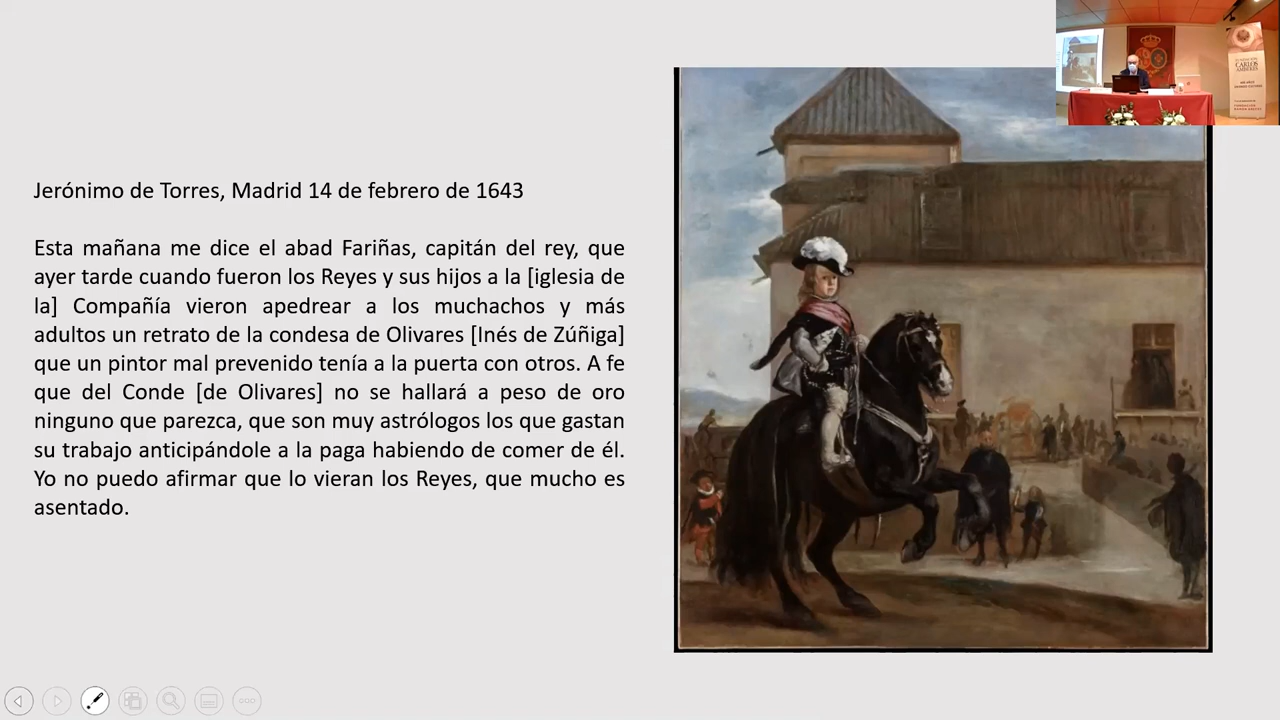 Jerónimo de Torres, Madrid 14 de febrero de 1643
Esta mañana me dice el abad Fariñas, capitán del rey, que
ayer tarde cuando fueron los Reyes y sus hijos a la [iglesia de
la] Compañía vieron apedrear a los muchachos y más
adultos un retrato de la condesa de Olivares [Inés de Zúñiga]
que un pintor mal prevenido tenía a la puerta con otros. A fe
que del Conde [de Olivares] no se hallará a peso de oro
ninguno que parezca, que son muy astrólogos los que gastan
su trabajo anticipándole a la paga habiendo de comer de él.
Yo no puedo afirmar que lo vieran los Reyes, que mucho es
asentado.
CARLOS
AMBERES